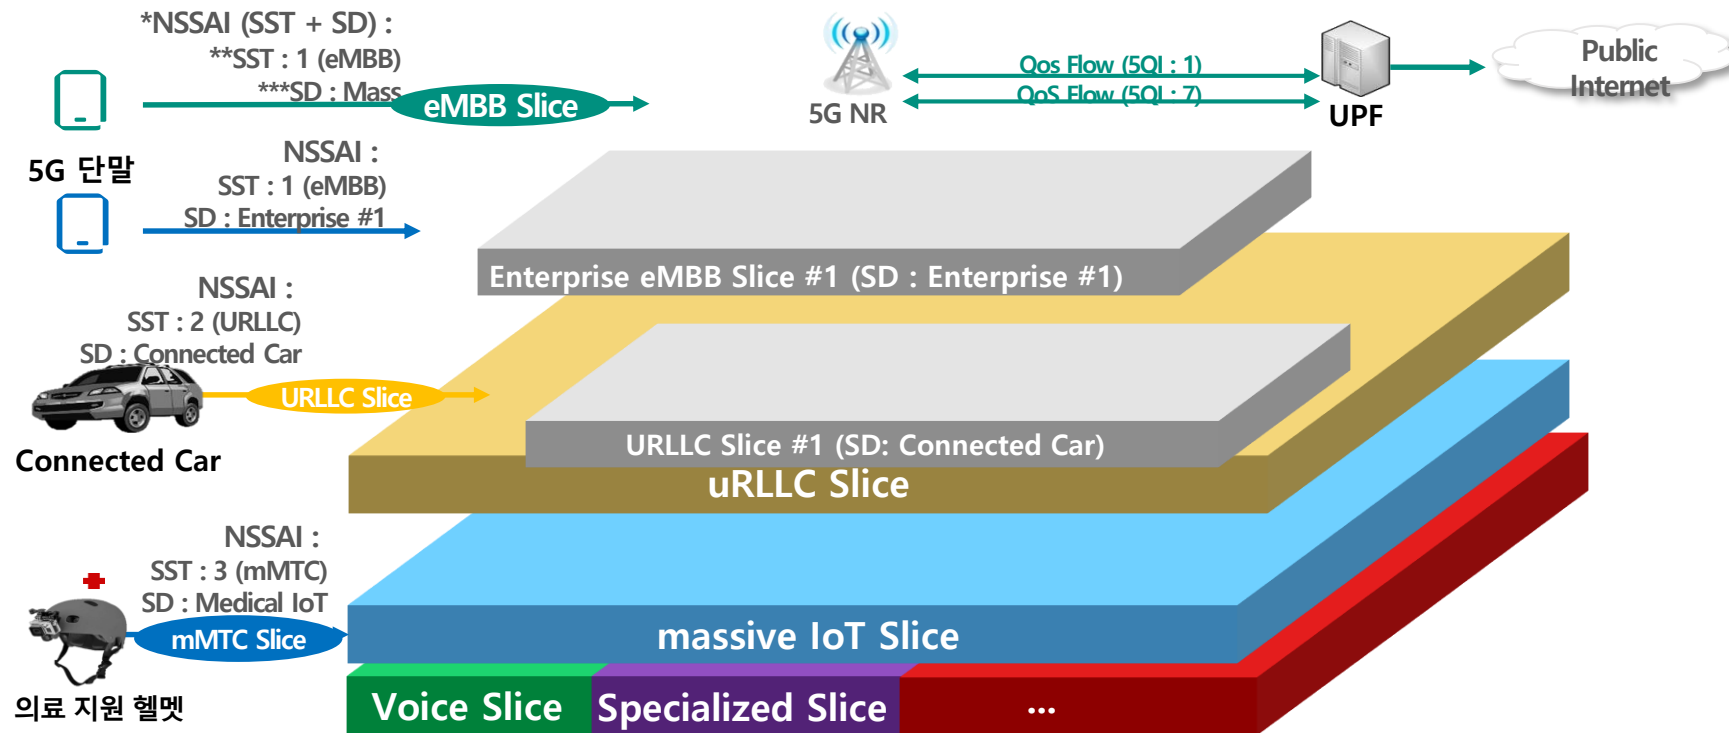 *NSSAI (SST + SD) :
**SST : 1 (eMBB)
***SD : Mass
eMBB Slice
5G 단말
5G NR
Qos Flow (5QI : 1)
QoS Flow (5QI : 7)
UPF
Public
Internet
NSSAI :
SST : 1 (eMBB)
SD : Enterprise #1
Enterprise eMBB Slice #1 (SD : Enterprise #1)
NSSAI :
SST : 2 (URLLC)
SD : Connected Car
URLLC Slice
Connected Car
URLLC Slice #1 (SD: Connected Car)
uRLLC Slice
NSSAI :
SST : 3 (mMTC)
SD : Medical IoT
mMTC Slice
의료 지원 헬멧
massive IoT Slice
Voice Slice
Specialized Slice
...